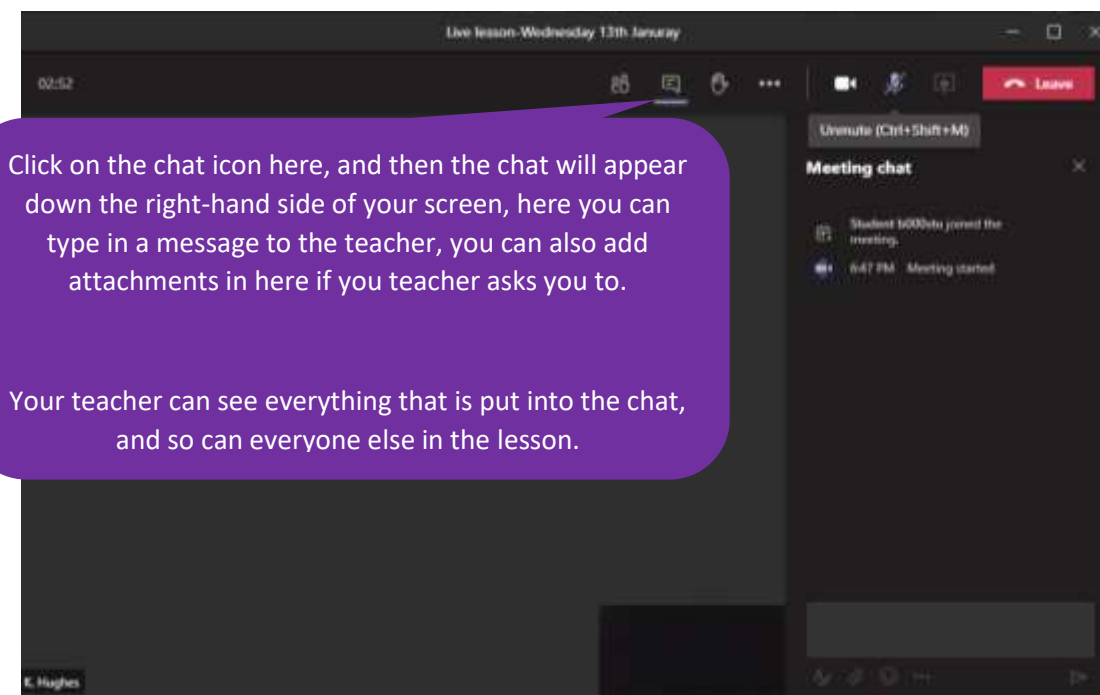 Live lesson-Wednesday 13th Januray
02:52
Leave
Unmute (Ctrl+Shift+M)
Click on the chat icon here, and then the chat will appear
down the right-hand side of your screen, here you can
type in a message to the teacher, you can also add
attachments in here if you teacher asks you to.
Your teacher can see everything that is put into the chat,
and so can everyone else in the lesson.
Meeting chat
Student joined the
meeting.
6:47 PM Meeting started
K. Hughes